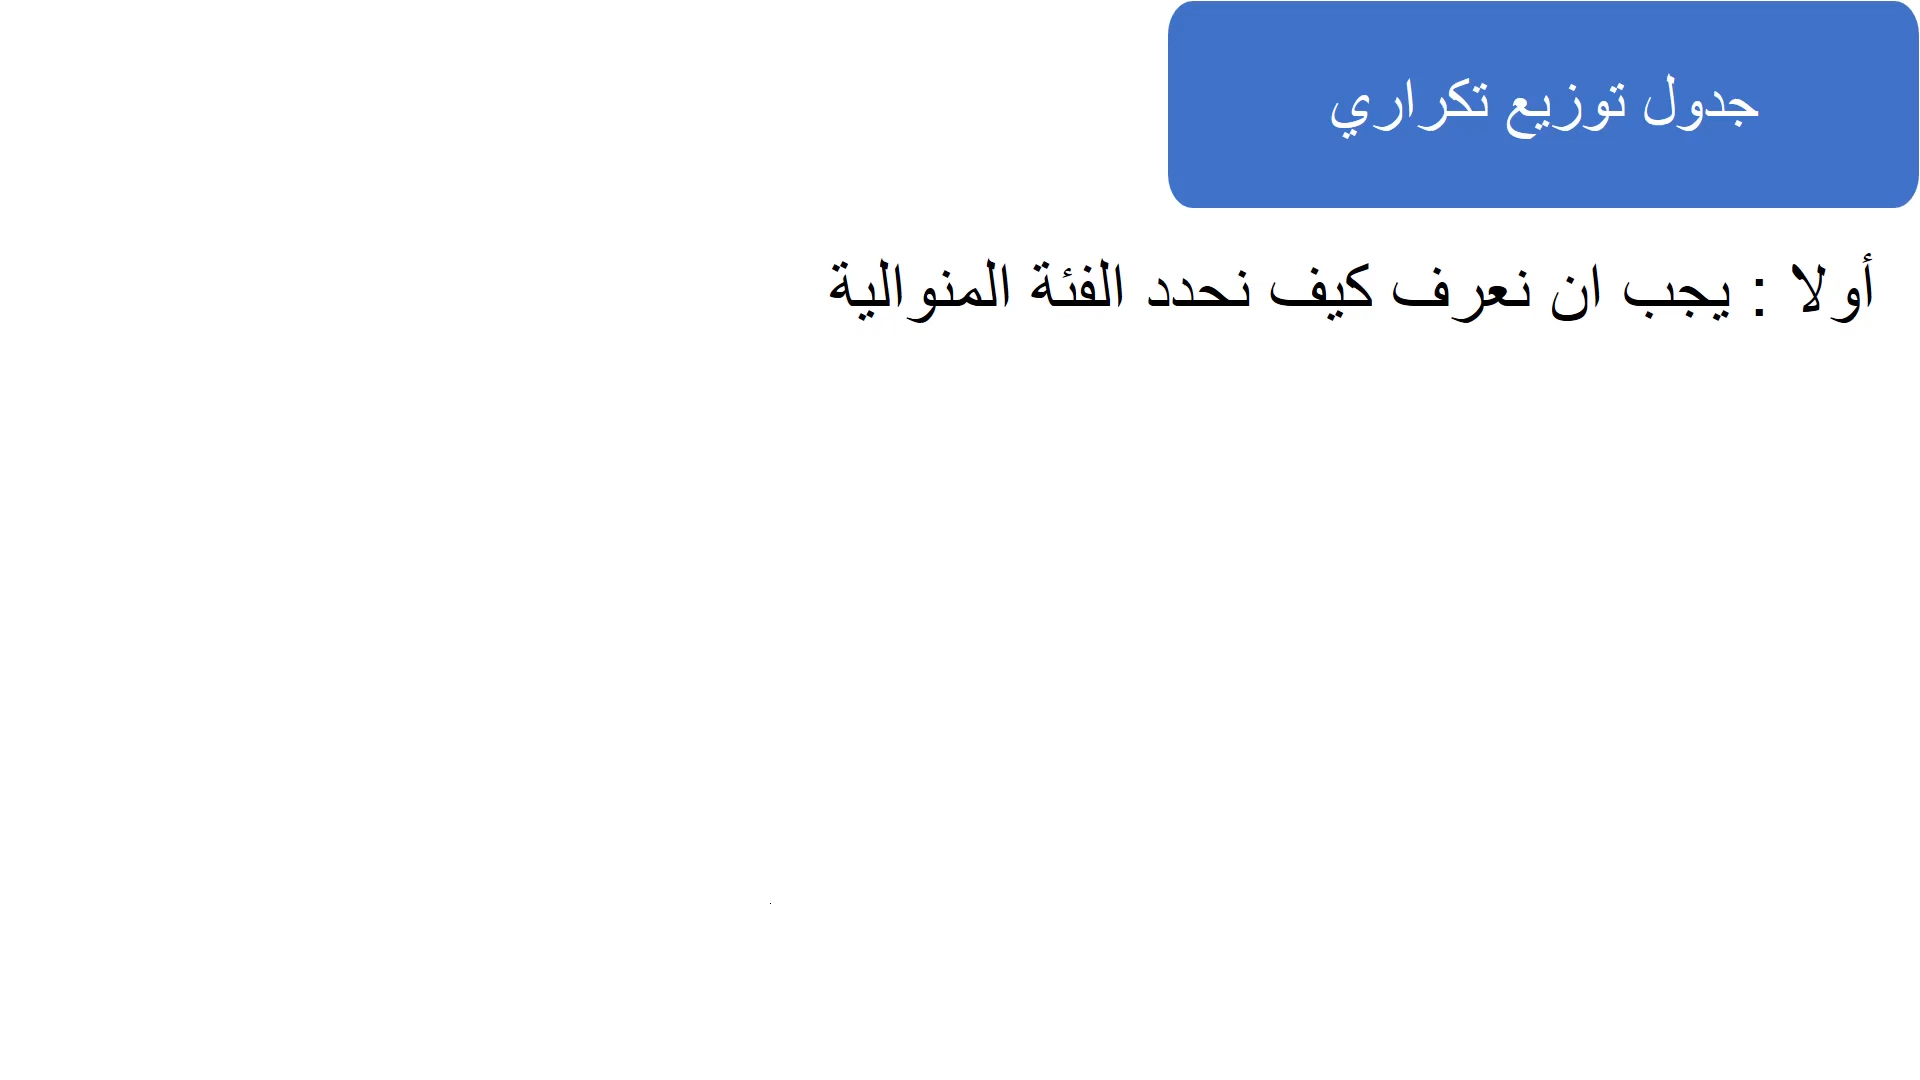 جدول توزيع تكراري
أولا : يجب ان نعرف كيف نحدد الفئة المنوالية